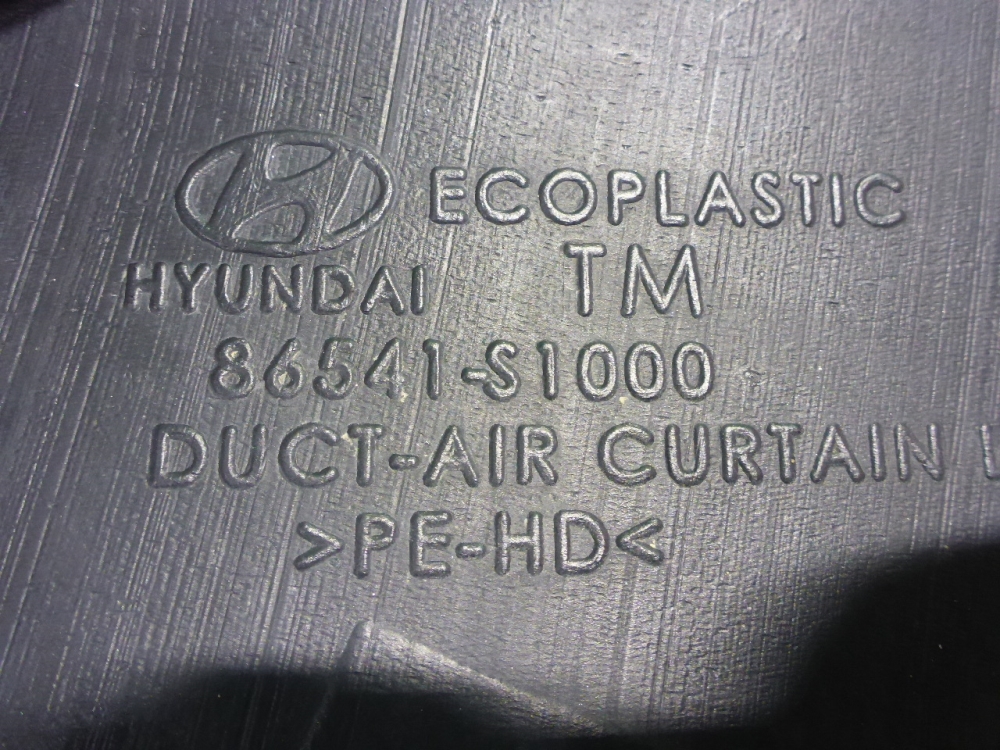 ECOPLASTIC
HYUNDAI TM
86541-S1000
DUCT-AIR CURTAIN
>PE-HD<